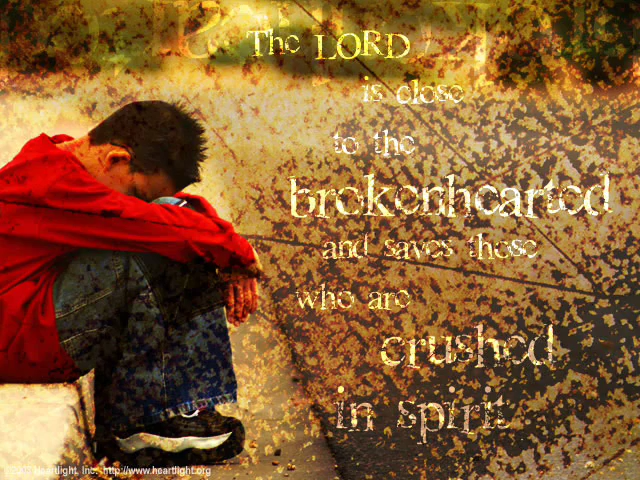 The LORD
is close
to the
brokenhearted
and saves those
who are
crushed
in spirit
Heartlight, Inc. http://www.heartlight.org